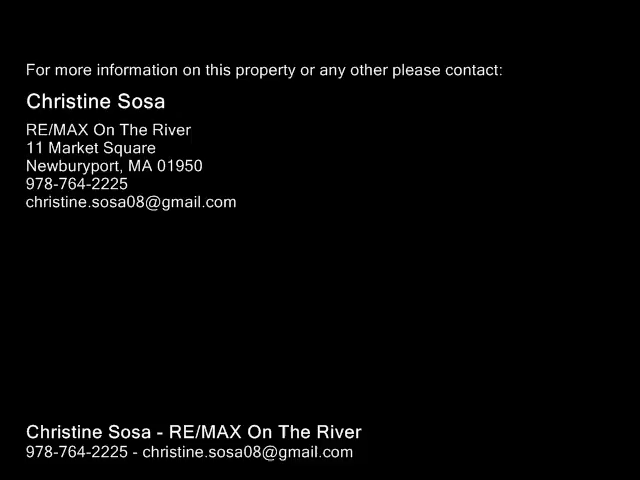 For more information on this property or any other please contact:
Christine Sosa
RE/MAX On The River
11 Market Square
Newburyport, MA 01950
978-764-2225
christine.sosa08@gmail.com
Christine Sosa - RE/MAX On The River
978-764-2225 - christine.sosa08@gmail.com